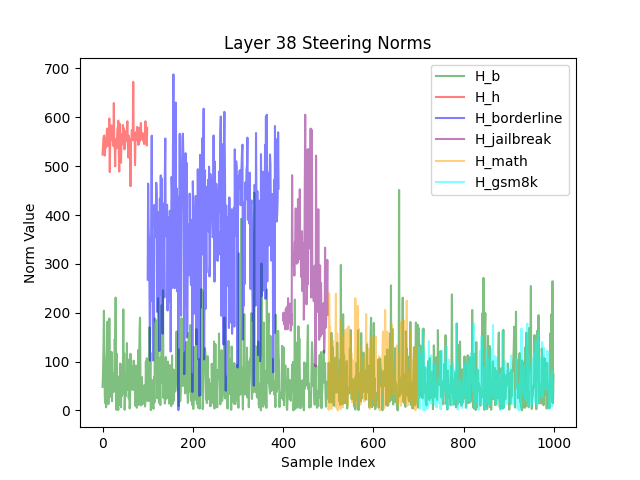 Layer 38 Steering Norms
700
600
500
400
300
200
100
0
Norm Value
H_b
H_h
H_borderline
H_jailbreak
H_math
H_gsm8k
0
200
400
600
800
1000
Sample Index